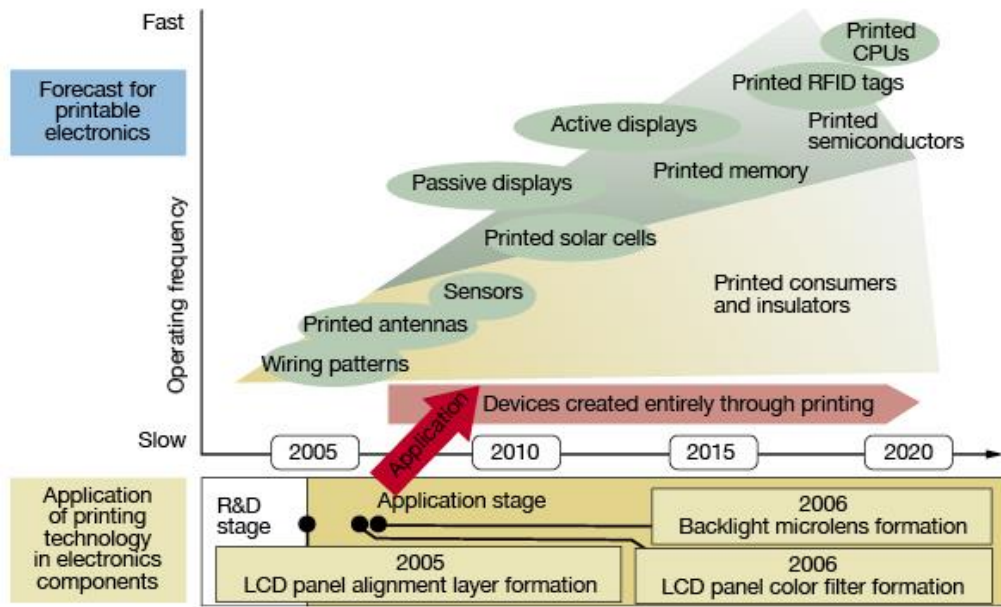 Fast
Forecast for
printable
electronics
Operating frequency
Slow
Printed
CPUs
Printed RFID tags
Active displays
Printed
semiconductors
Passive displays
Printed memory
Printed solar cells
Sensors
Printed consumers
and insulators
Printed antennas
Wiring patterns
Devices created entirely through printing
Application
2005
2010
2015
2020
Application
of printing
technology
in electronics
components
R&D
stage
Application stage
2006
Backlight microlens formation
2005
LCD panel alignment layer formation
2006
LCD panel color filter formation